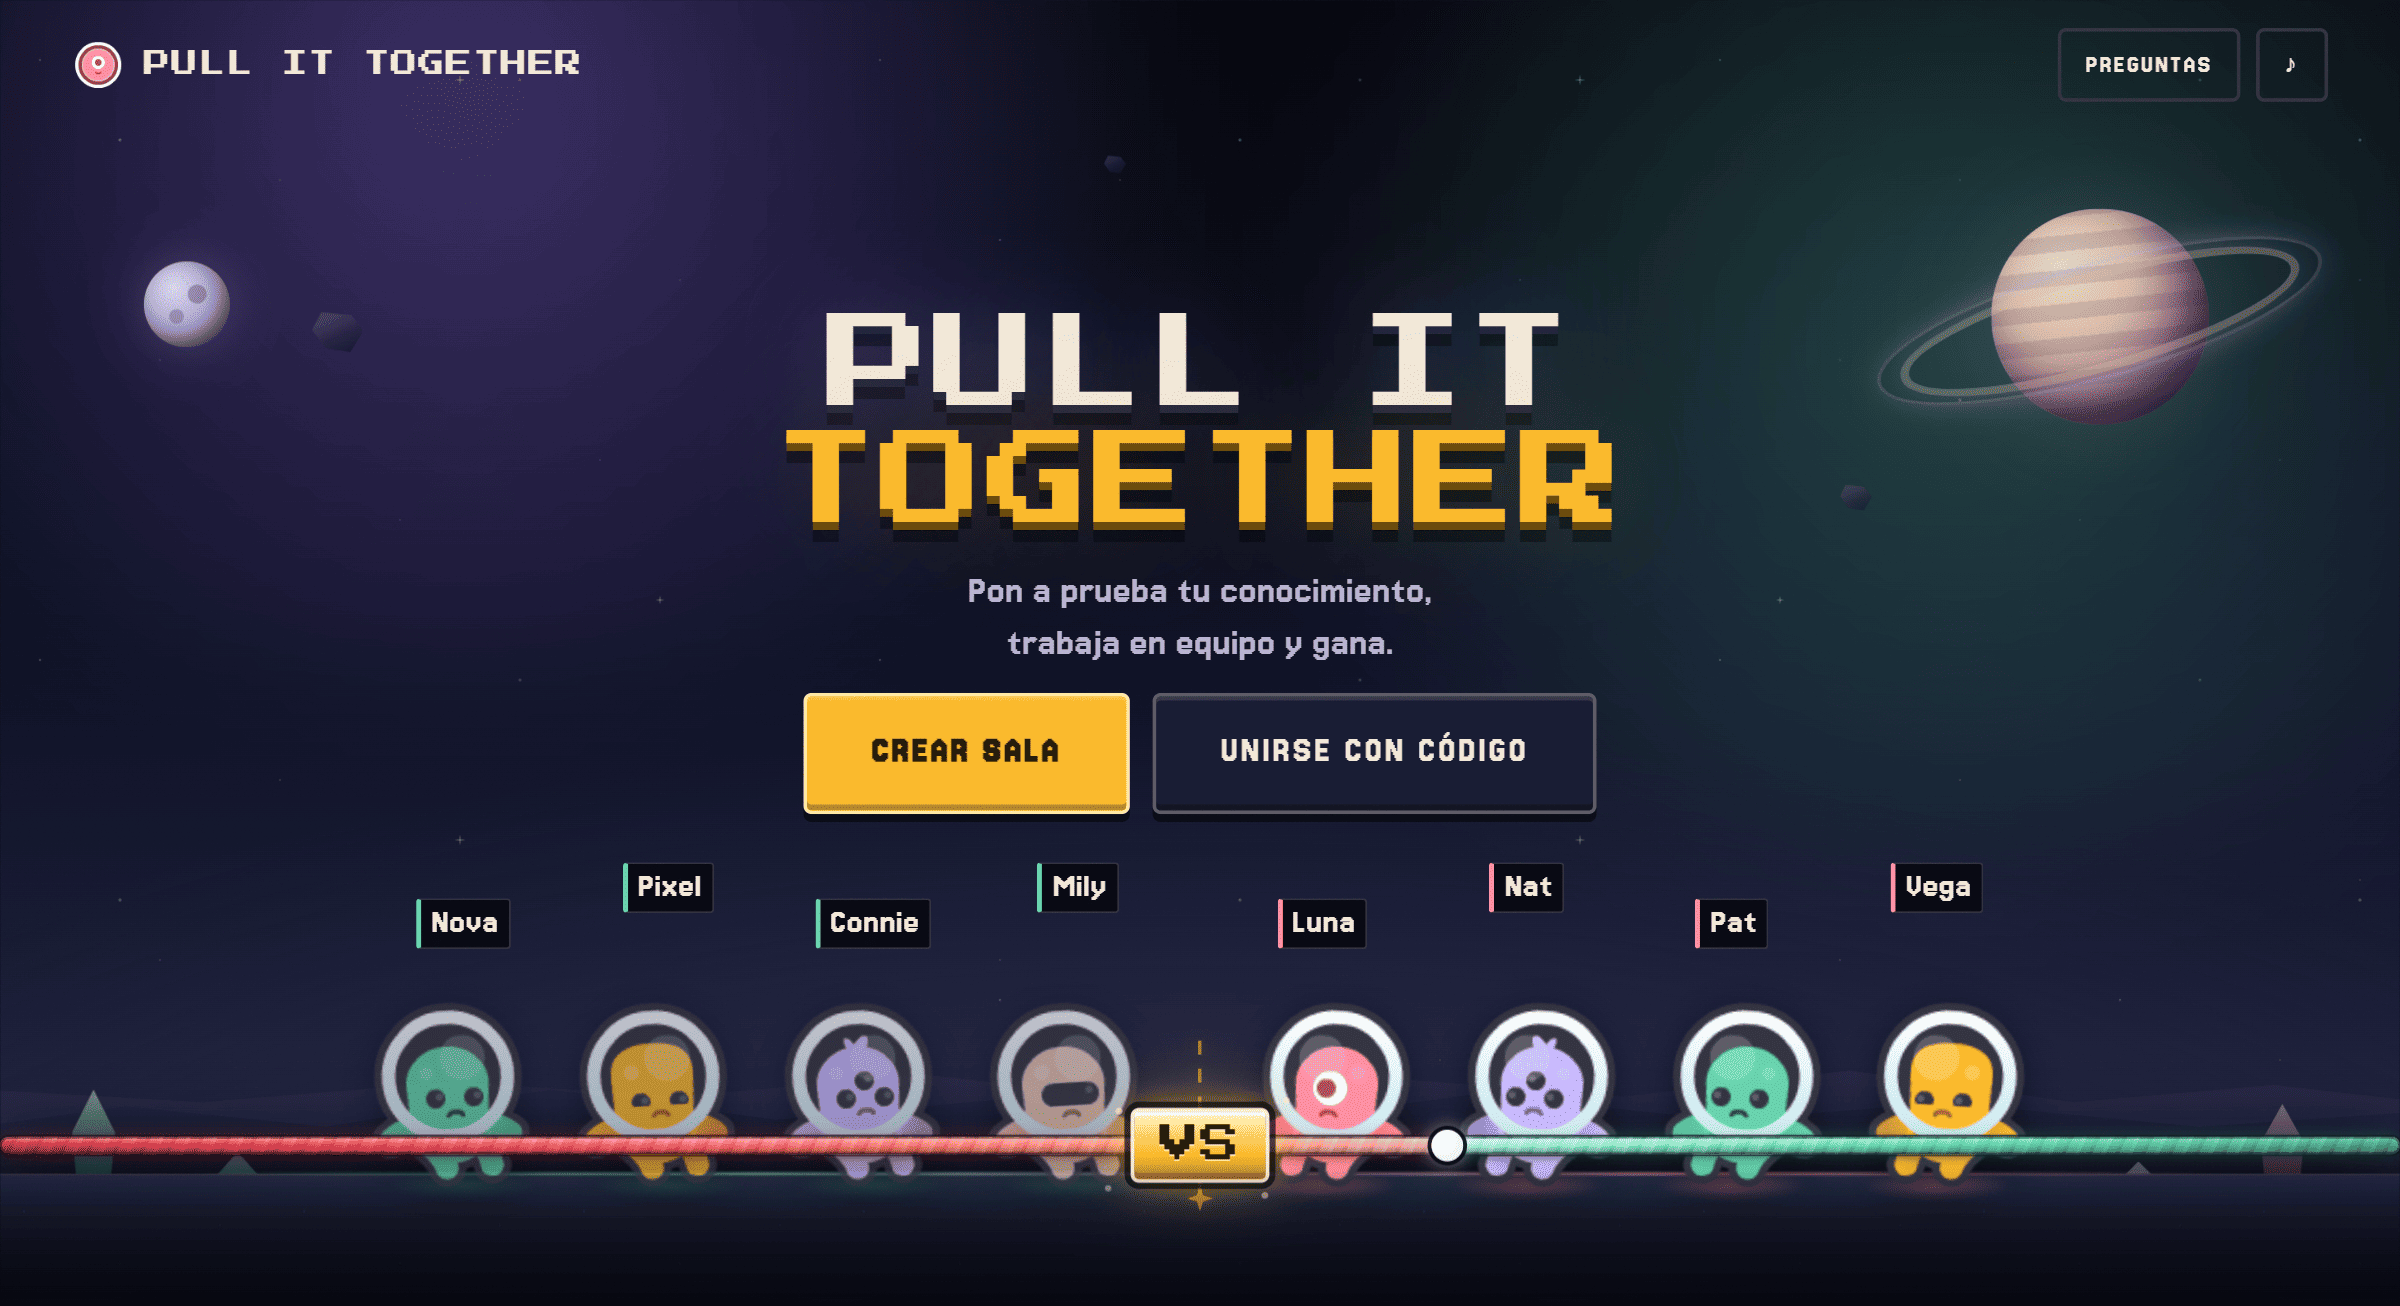 PULL IT TOGETHER
PREGUNTAS
♪
PULL IT
TOGETHER
Pon a prueba tu conocimiento,
trabaja en equipo y gana.
CREAR SALA
UNIRSE CON CÓDIGO
Nova
Pixel
Connie
Mily
Luna
Nat
Pat
Vega
VS